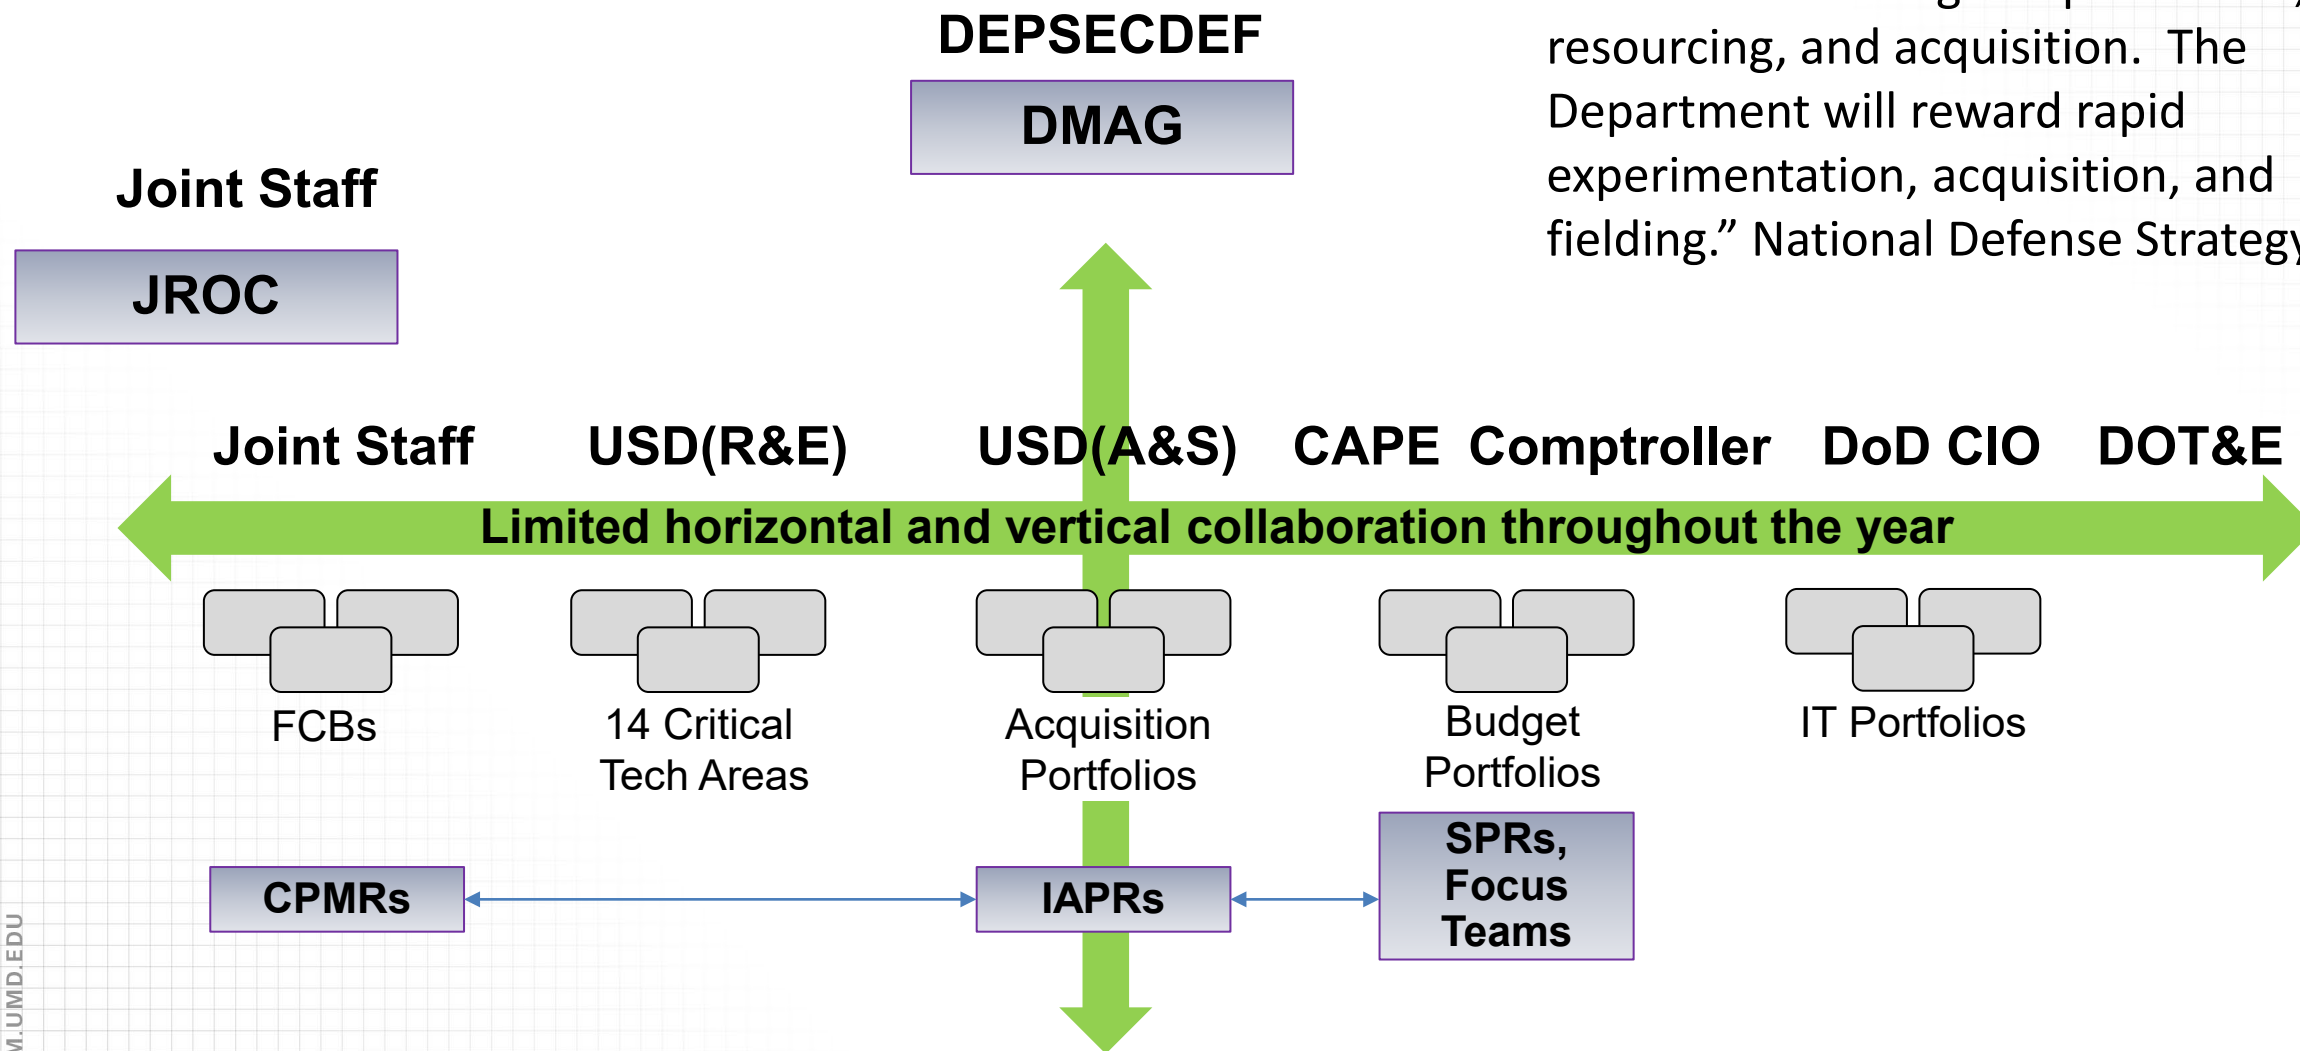 DEPSECDEF
DMAG
resourcing, and acquisition. The
Department will reward rapid
experimentation, acquisition, and
fielding.” National Defense Strategy
Joint Staff
JROC
Joint Staff USD(R&E) USD(A&S) CAPE Comptroller DoD CIO DOT&E
Limited horizontal and vertical collaboration throughout the year
FCBs
14 Critical
Tech Areas
Acquisition
Portfolios
Budget
Portfolios
IT Portfolios
CPMRs
IAPRs
SPRs,
Focus
Teams
M.UMD.EDU